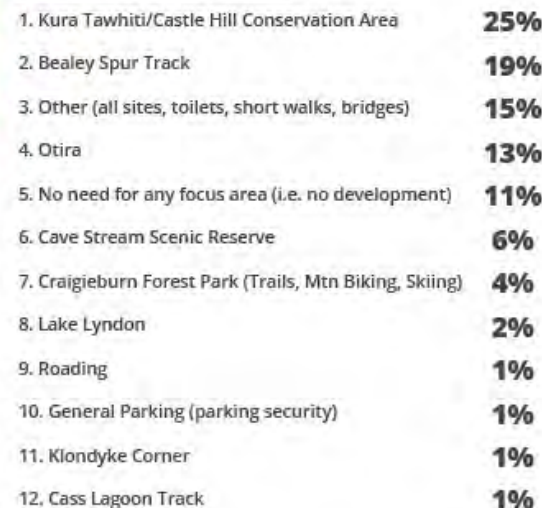 1. Kura Tawhiti/Castle Hill Conservation Area 25%
2. Bealey Spur Track 19%
3. Other (all sites, toilets, short walks, bridges) 15%
4. Otira 13%
5. No need for any focus area (i.e. no development) 11%
6. Cave Stream Scenic Reserve 6%
7. Craigieburn Forest Park (Trails, Mtn Biking, Skiing) 4%
8. Lake Lyndon 2%
9. Roading 1%
10. General Parking (parking security) 1%
11. Klondyke Corner 1%
12. Cass Lagoon Track 1%